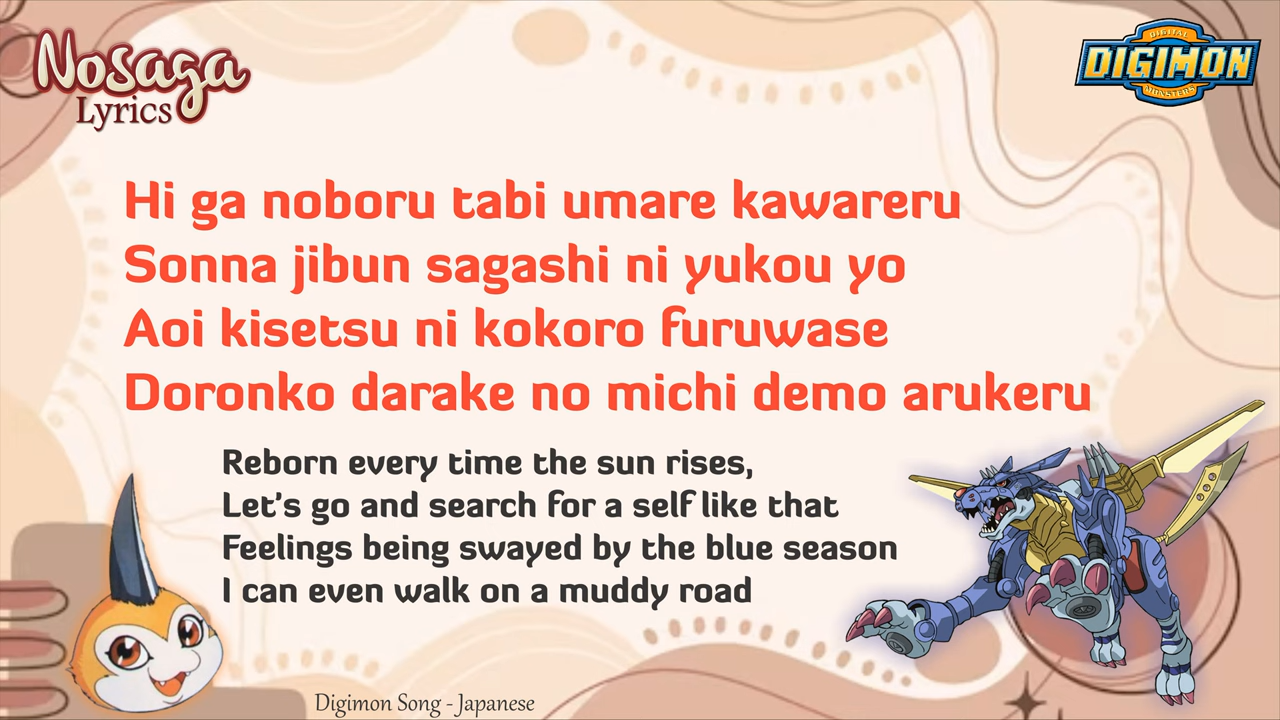 Nosaga
Lyrics
DIGITAL
DIGIMON
MONSTERS
Hi ga noboru tabi umare kawareru
Sonna jibun sagashi ni yukou yo
Aoi kisetsu ni kokoro furuwase
Doronko darake no michi demo arukeru
Reborn every time the sun rises,
Let's go and search for a self like that
Feelings being swayed by the blue season
I can even walk on a muddy road
Digimon Song - Japanese